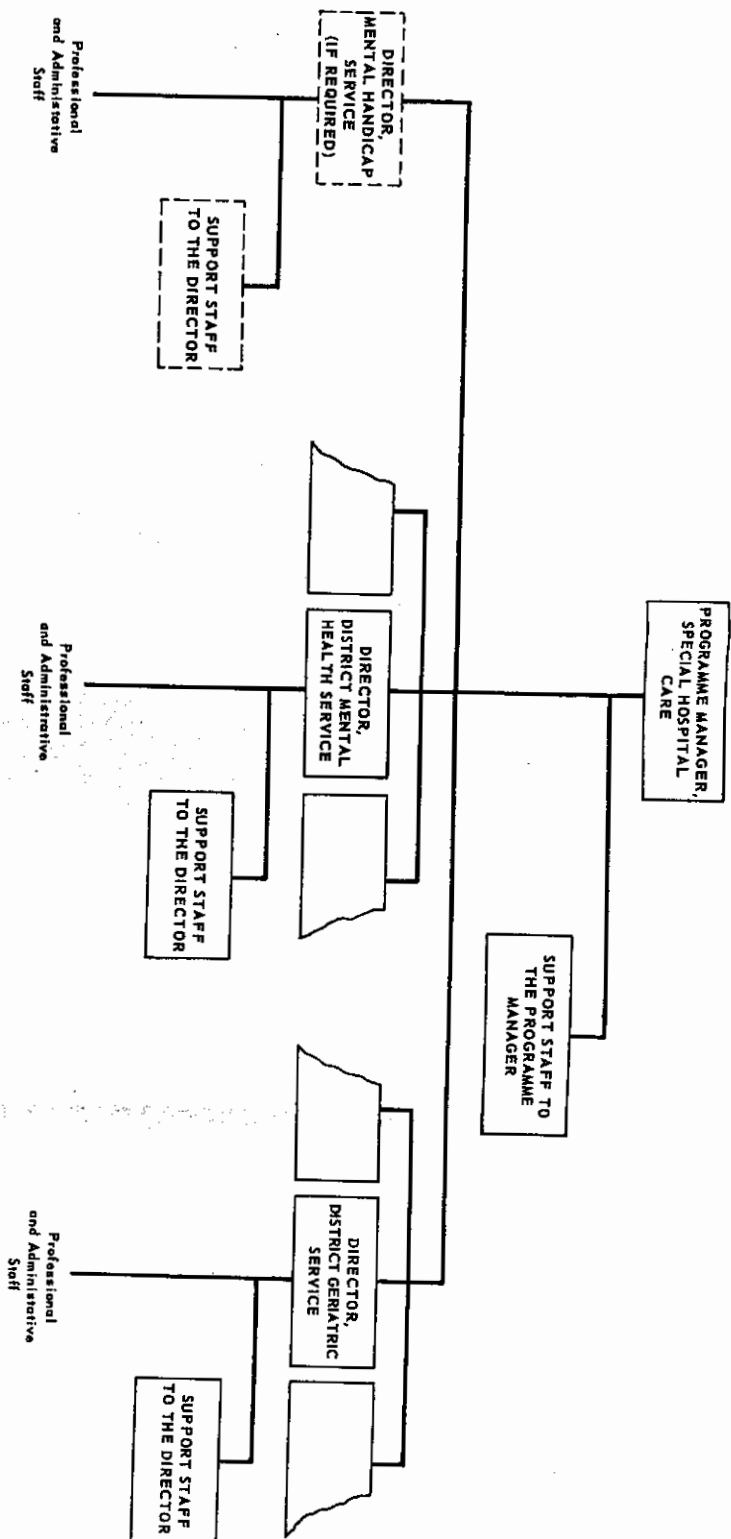 PROGRAMME MANAGER,
SPECIAL HOSPITAL
CARE
SUPPORT STAFF TO
THE PROGRAMME
MANAGER
DIRECTOR,
MENTAL HANDICAP
SERVICE
(IF REQUIRED)
DIRECTOR,
DISTRICT MENTAL
HEALTH SERVICE
DIRECTOR,
DISTRICT GERIATRIC
SERVICE
SUPPORT STAFF
TO THE DIRECTOR
SUPPORT STAFF
TO THE DIRECTOR
SUPPORT STAFF
TO THE DIRECTOR
Professional
and Administative
Staff
Professional
and Administrative
Staff
Professional
and Administative
Staff